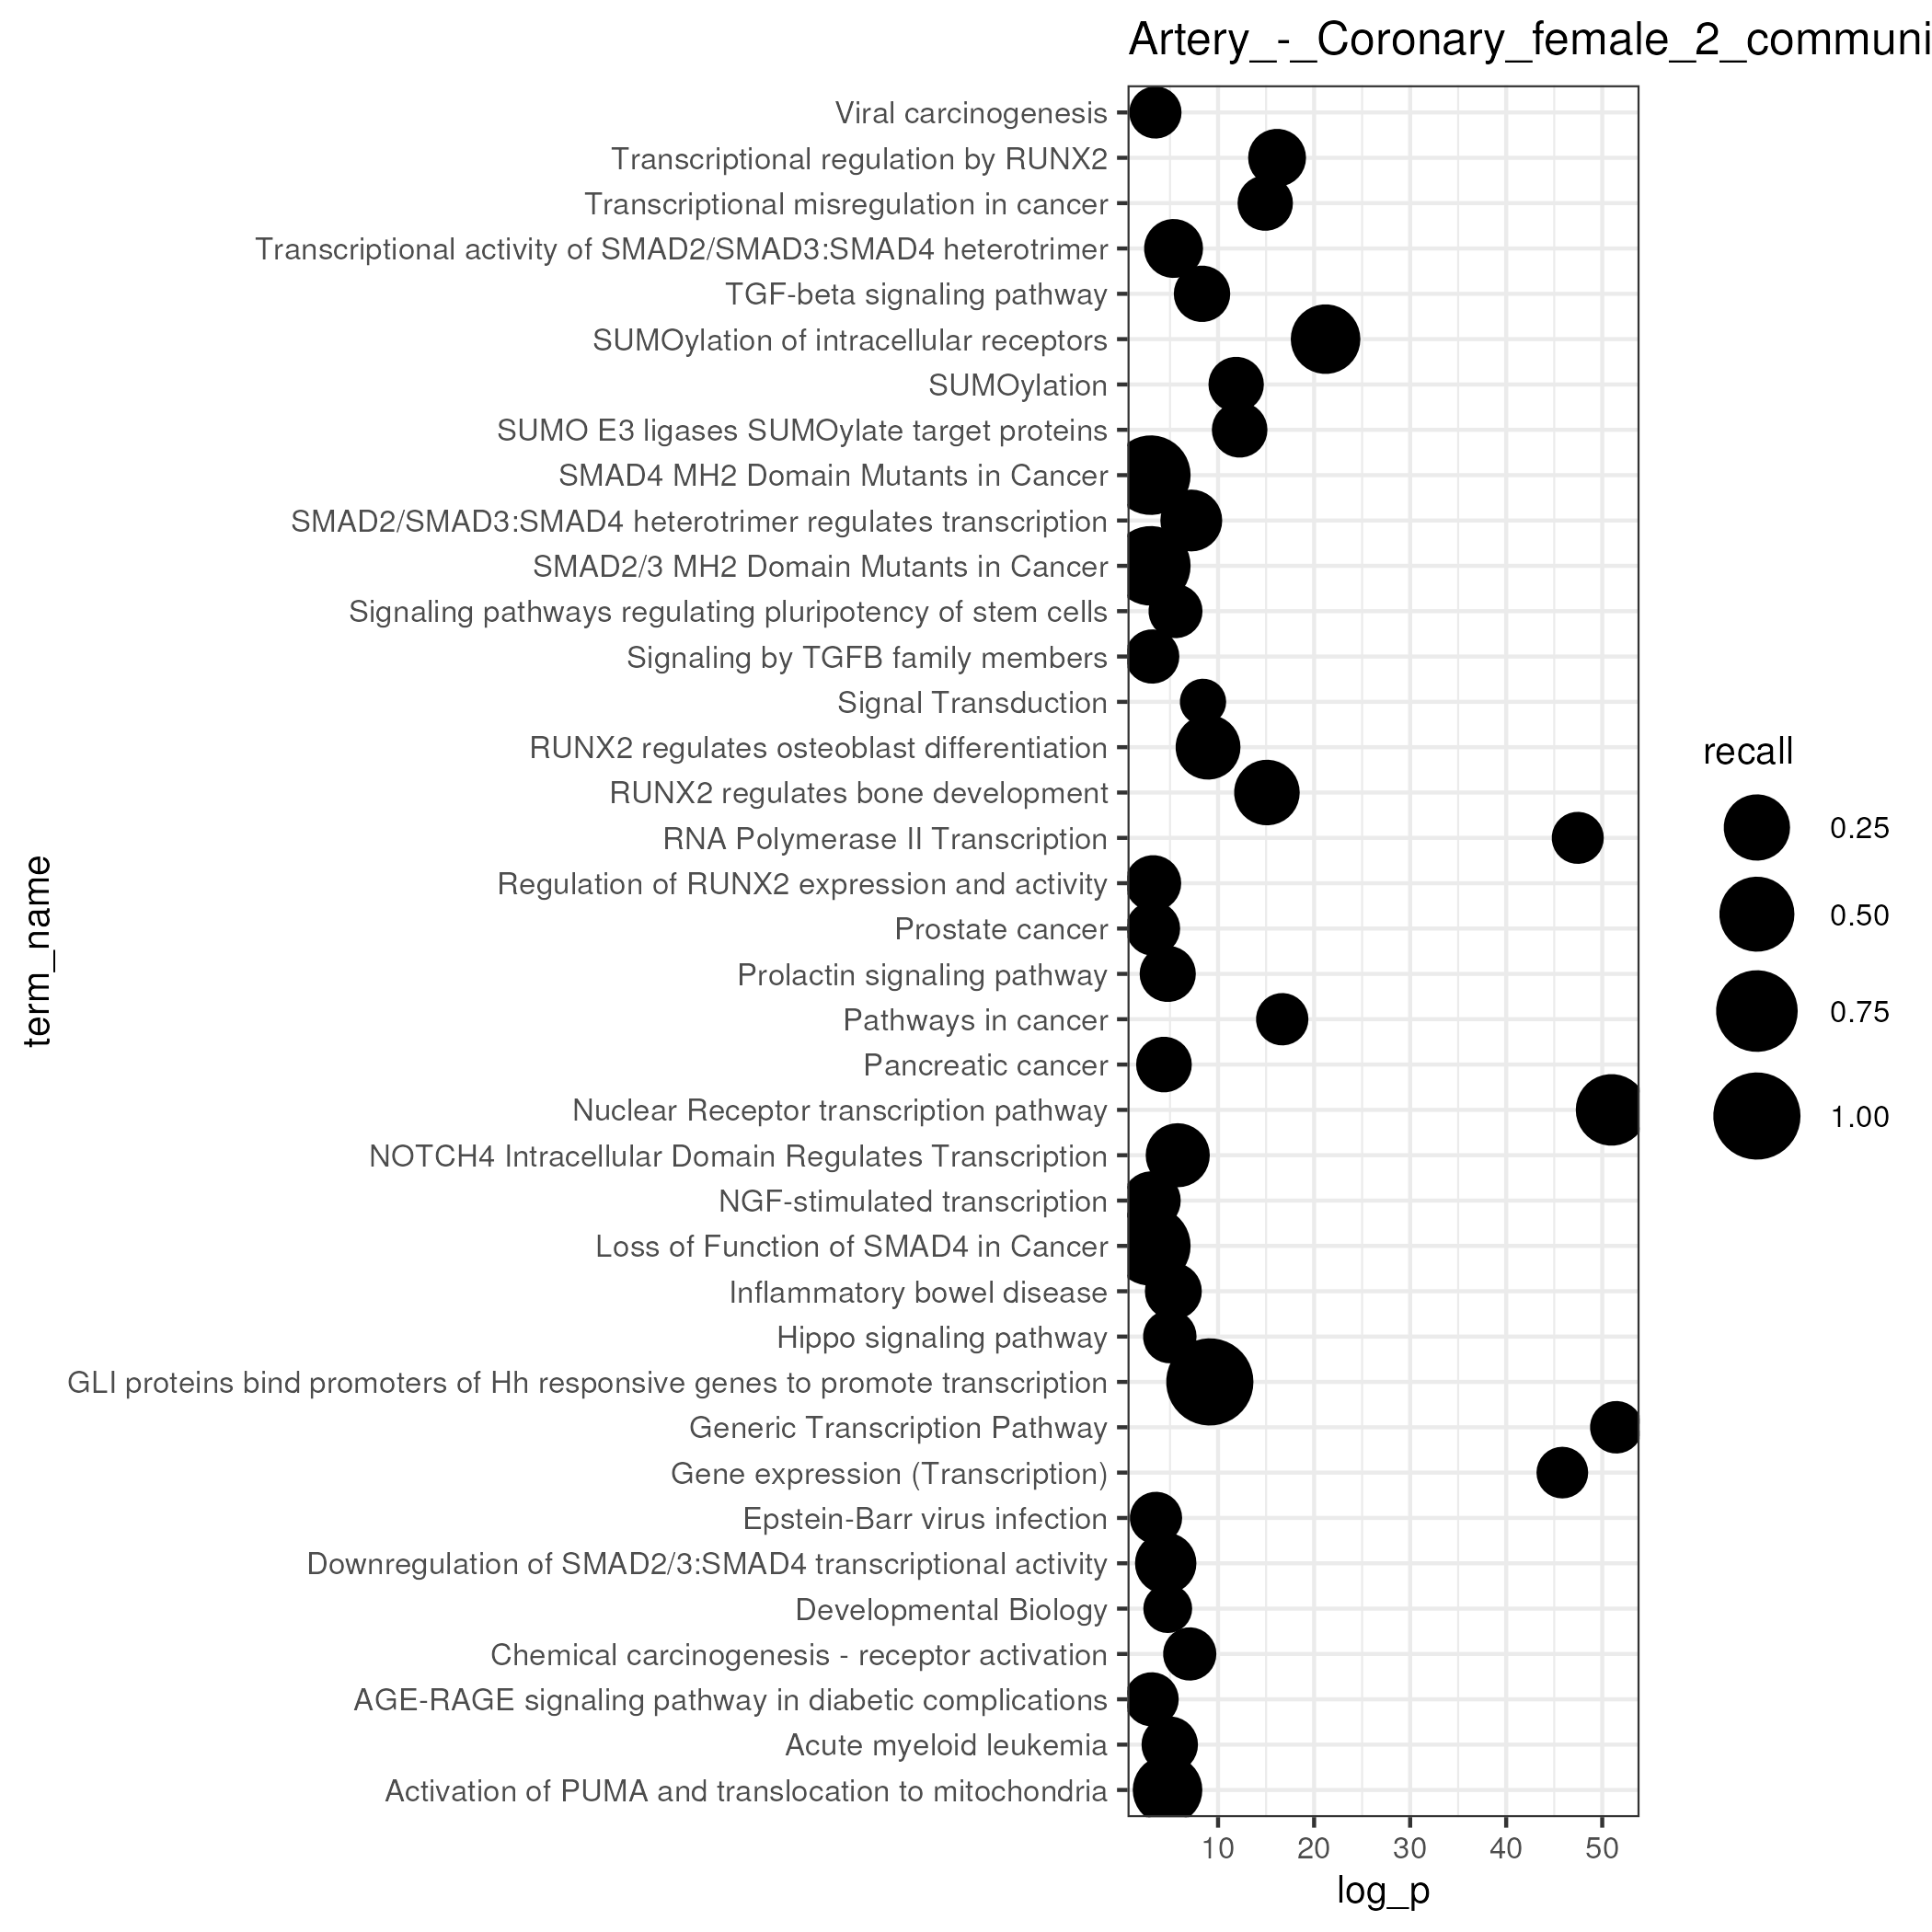 Artery_-_Coronary_female_2_communi
Viral carcinogenesis
Transcriptional regulation by RUNX2
Transcriptional misregulation in cancer
Transcriptional activity of SMAD2/SMAD3:SMAD4 heterotrimer
TGF-beta signaling pathway
SUMOylation of intracellular receptors
SUMOylation
SUMO E3 ligases SUMOylate target proteins
SMAD4 MH2 Domain Mutants in Cancer
SMAD2/SMAD3:SMAD4 heterotrimer regulates transcription
SMAD2/3 MH2 Domain Mutants in Cancer
Signaling pathways regulating pluripotency of stem cells
Signaling by TGFB family members
Signal Transduction
RUNX2 regulates osteoblast differentiation
RUNX2 regulates bone development
RNA Polymerase II Transcription
Regulation of RUNX2 expression and activity
Prostate cancer
Prolactin signaling pathway
Pathways in cancer
Pancreatic cancer
Nuclear Receptor transcription pathway
NOTCH4 Intracellular Domain Regulates Transcription
NGF-stimulated transcription
Loss of Function of SMAD4 in Cancer
Inflammatory bowel disease
Hippo signaling pathway
GLI proteins bind promoters of Hh responsive genes to promote transcription
Generic Transcription Pathway
Gene expression (Transcription)
Epstein-Barr virus infection
Downregulation of SMAD2/3:SMAD4 transcriptional activity
Developmental Biology
Chemical carcinogenesis - receptor activation
AGE-RAGE signaling pathway in diabetic complications
Acute myeloid leukemia
Activation of PUMA and translocation to mitochondria
10 20 30 40 50
log_p
term_name
recall
0.25
0.50
0.75
1.00